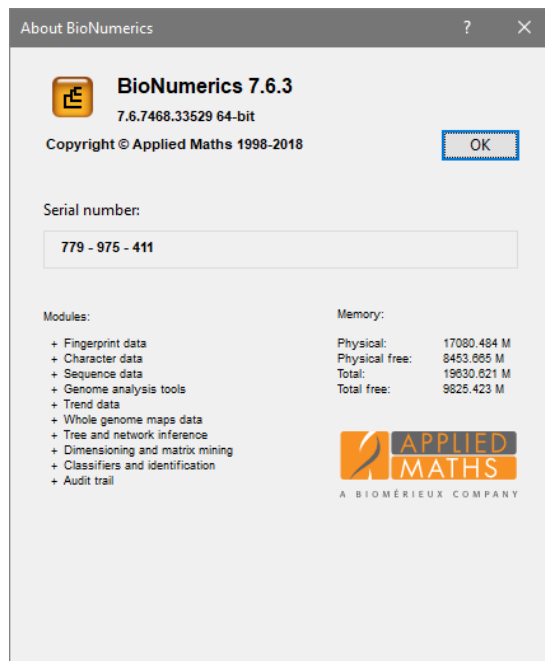 About BioNumerics
?
×
BioNumerics 7.6.3
7.6.7468.33529 64-bit
Copyright © Applied Maths 1998-2018
OK
Serial number:
779 - 975 - 411
Modules:
+ Fingerprint data
+ Character data
+ Sequence data
+ Genome analysis tools
+ Trend data
+ Whole genome maps data
+ Tree and network inference
+ Dimensioning and matrix mining
+ Classifiers and identification
+ Audit trail
Memory:
Physical: 17080.484 M
Physical free: 8453.665 M
Total: 19630.621 M
Total free: 9825.423 M
APPLIED
MATHS
A BIOMÉRIEUX COMPANY